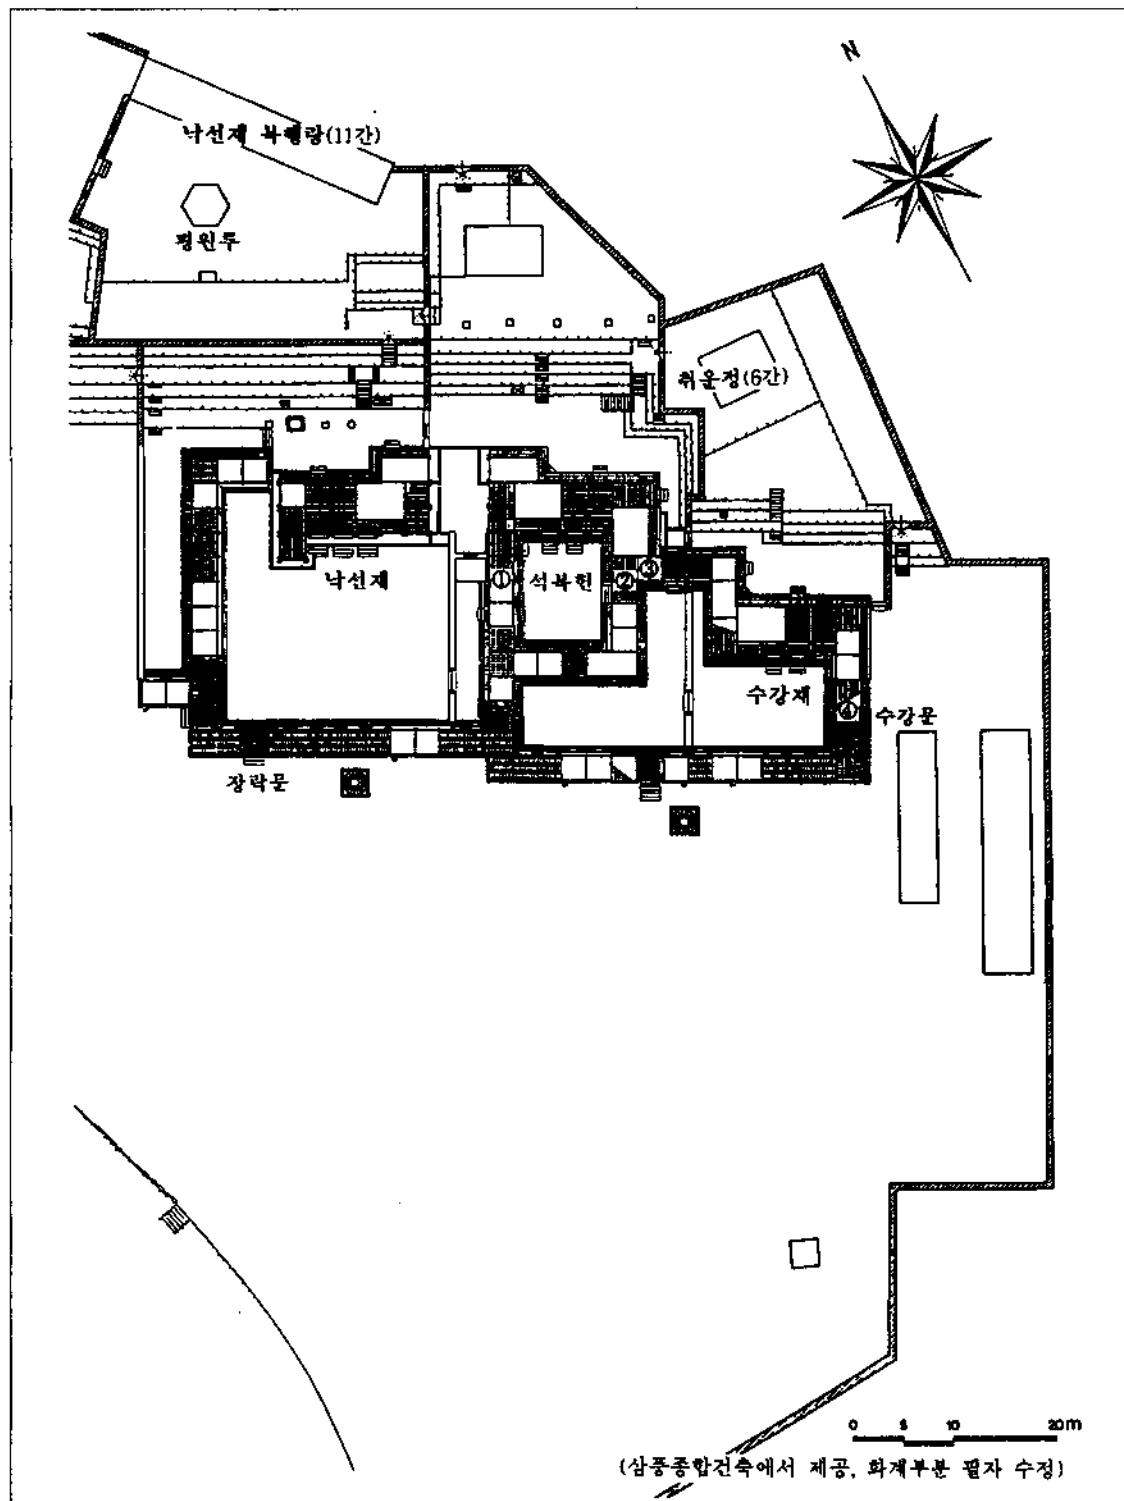 N
낙선재 북행랑(11간)
평원루
취운정(6간)
낙선재
①
석복헌
②
③
수강재
④
수강문
장락문
0 5 10 20m
(삼풍종합건축에서 제공, 화계부분 필자 수정)